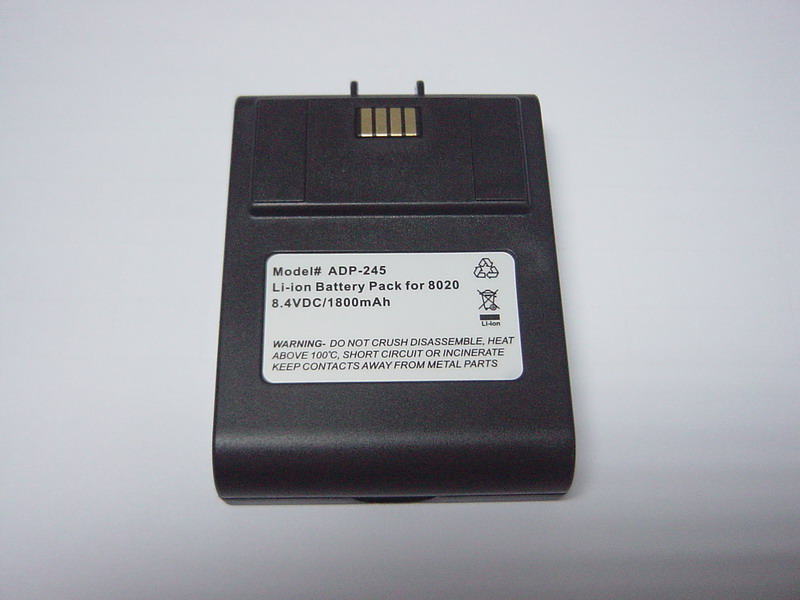 Model# ADP-245
Li-ion Battery Pack for 8020
8.4VDC/1800mAh
Li-ion
WARNING- DO NOT CRUSH DISASSEMBLE, HEAT
ABOVE 100℃, SHORT CIRCUIT OR INCINERATE
KEEP CONTACTS AWAY FROM METAL PARTS